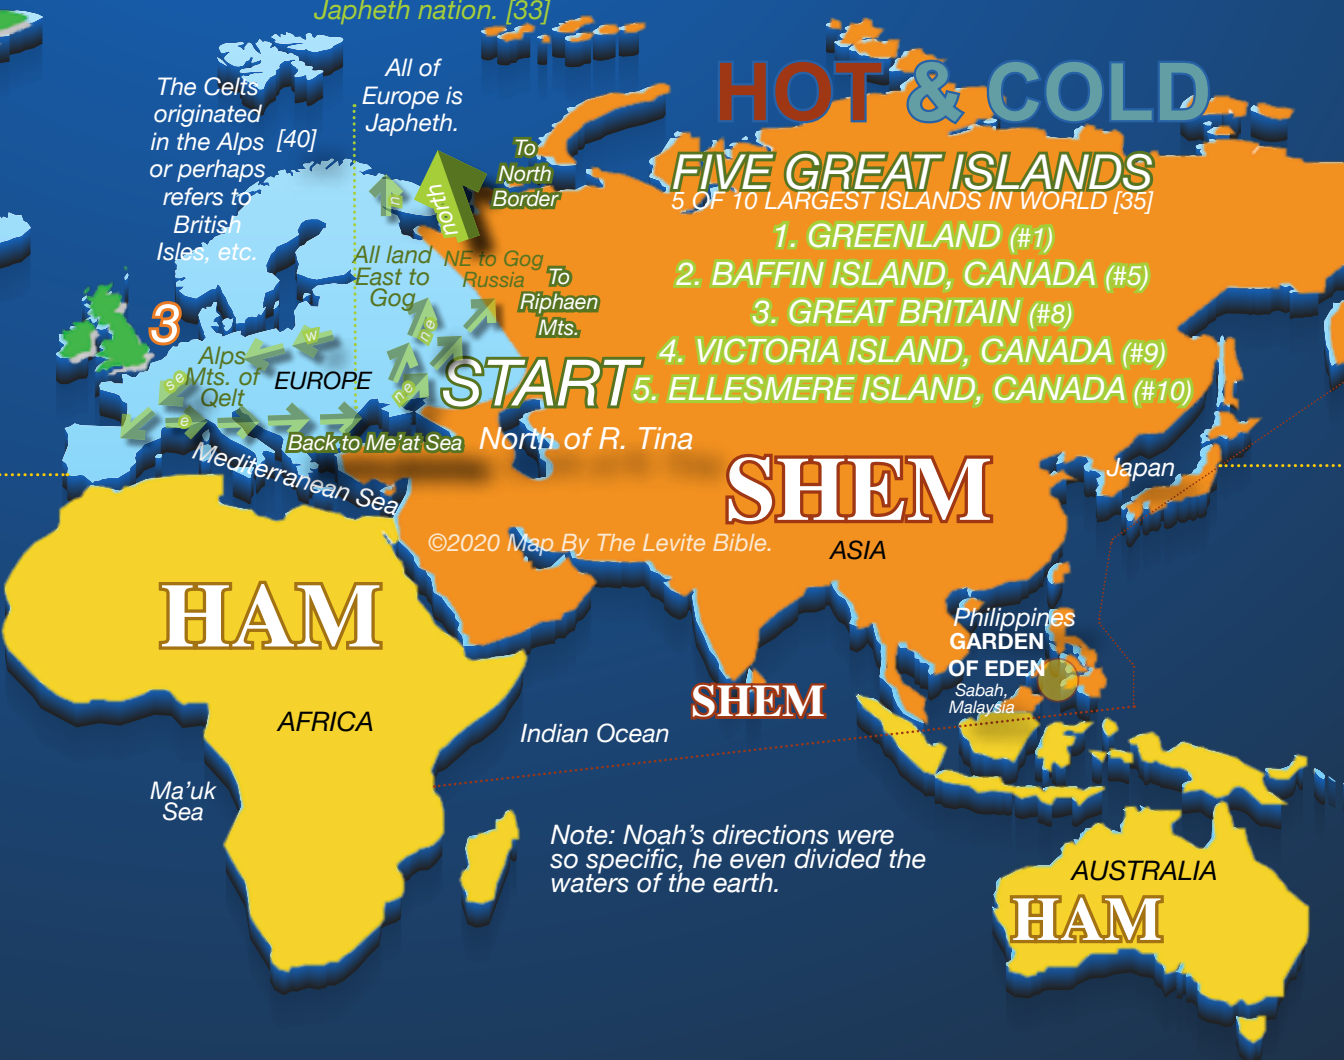 Japheth nation. [33]
The Celts
originated
in the Alps [40]
or perhaps
refers to
British
Isles, etc.
All of
Europe is
Japheth.
HOT & COLD
FIVE GREAT ISLANDS
5 OF 10 LARGEST ISLANDS IN WORLD [35]
1. GREENLAND (#1)
2. BAFFIN ISLAND, CANADA (#5)
3. GREAT BRITAIN (#8)
4. VICTORIA ISLAND, CANADA (#9)
5. ELLESMERE ISLAND, CANADA (#10)
To
North
Border
north
n
All land
East to
Gog
NE to Gog
Russia
To
Riphaen
Mts.
3
w
ne
Alps
Mts. of
Qelt
se
EUROPE
ne
START
e
Back to Me'at Sea
North of R. Tina
Mediterranean Sea
SHEM
Japan
©2020 Map By The Levite Bible.
ASIA
HAM
Philippines
GARDEN
OF EDEN
Sabah,
Malaysia
SHEM
AFRICA
Indian Ocean
Ma'uk
Sea
Note: Noah's directions were
so specific, he even divided the
waters of the earth.
AUSTRALIA
HAM